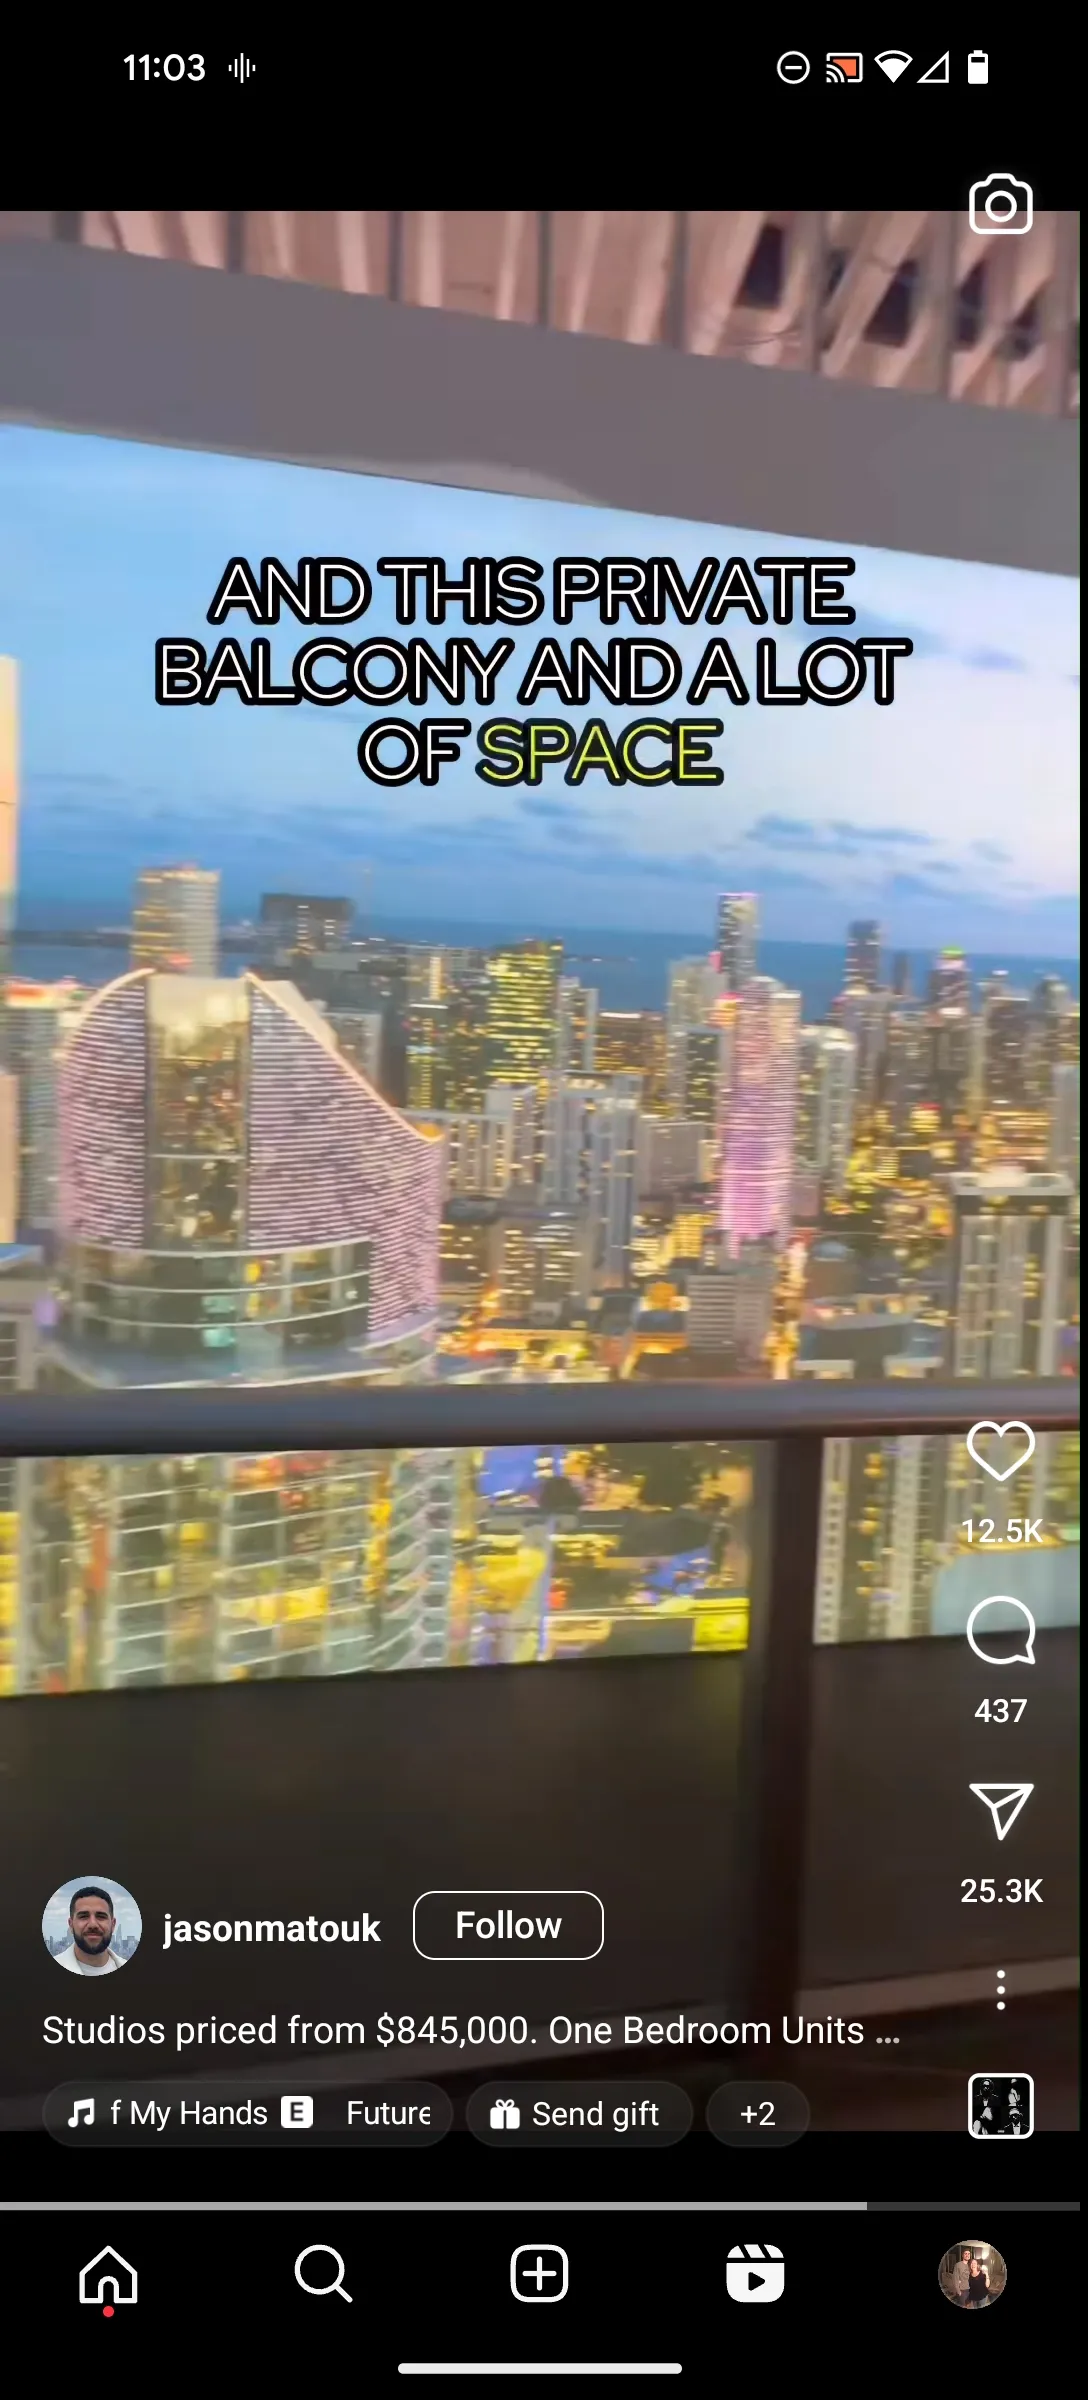 11:03
AND THIS PRIVATE
BALCONY AND A LOT
OF SPACE
12.5K
437
25.3K
jasonmatouk
Follow
Studios priced from $845,000. One Bedroom Units ...
f My Hands E Future
Send gift
+2